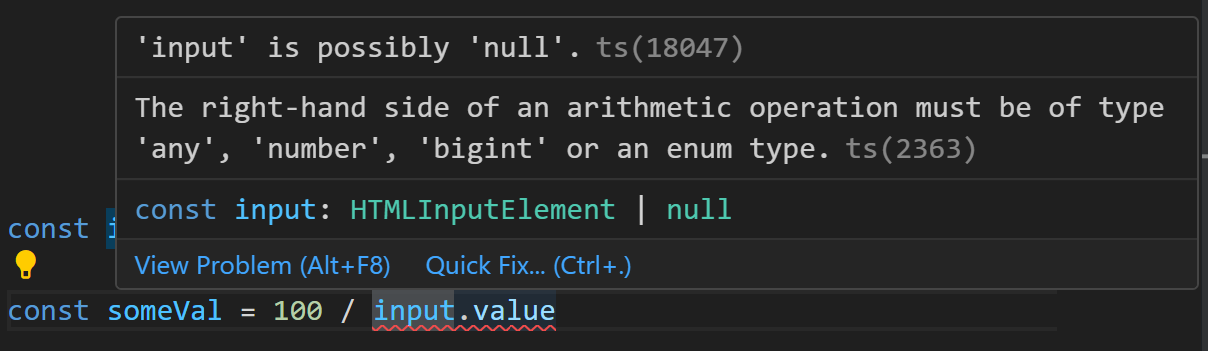 'input' is possibly 'null'. ts(18047)
The right-hand side of an arithmetic operation must be of type
'any', 'number', 'bigint' or an enum type. ts(2363)
const input: HTMLInputElement | null
const i
View Problem (Alt+F8) Quick Fix... (Ctrl+.)
const someVal = 100 / input.value